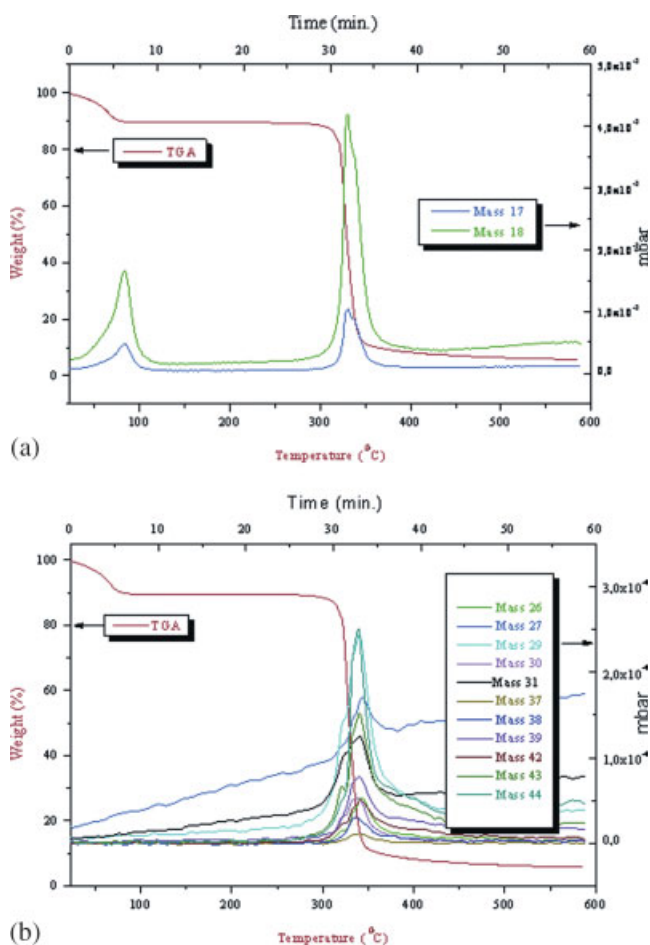 Time (min.)
0 10 20 30 40 50 60
100
80
60
40
20
0
Weight (%)
TGA
Mass 17
Mass 18
mbar
0,0
100 200 300 400 500 600
Temperature (°C)
(a)
Time (min.)
0 10 20 30 40 50 60
100
80
60
40
20
0
Weight (%)
TGA
Mass 26
Mass 27
Mass 29
Mass 30
Mass 31
Mass 37
Mass 38
Mass 39
Mass 42
Mass 43
Mass 44
3,0x10⁻⁴
2,0x10⁻⁴
1,0x10⁻⁴
0,0
mbar
100 200 300 400 500 600
Temperature (°C)
(b)